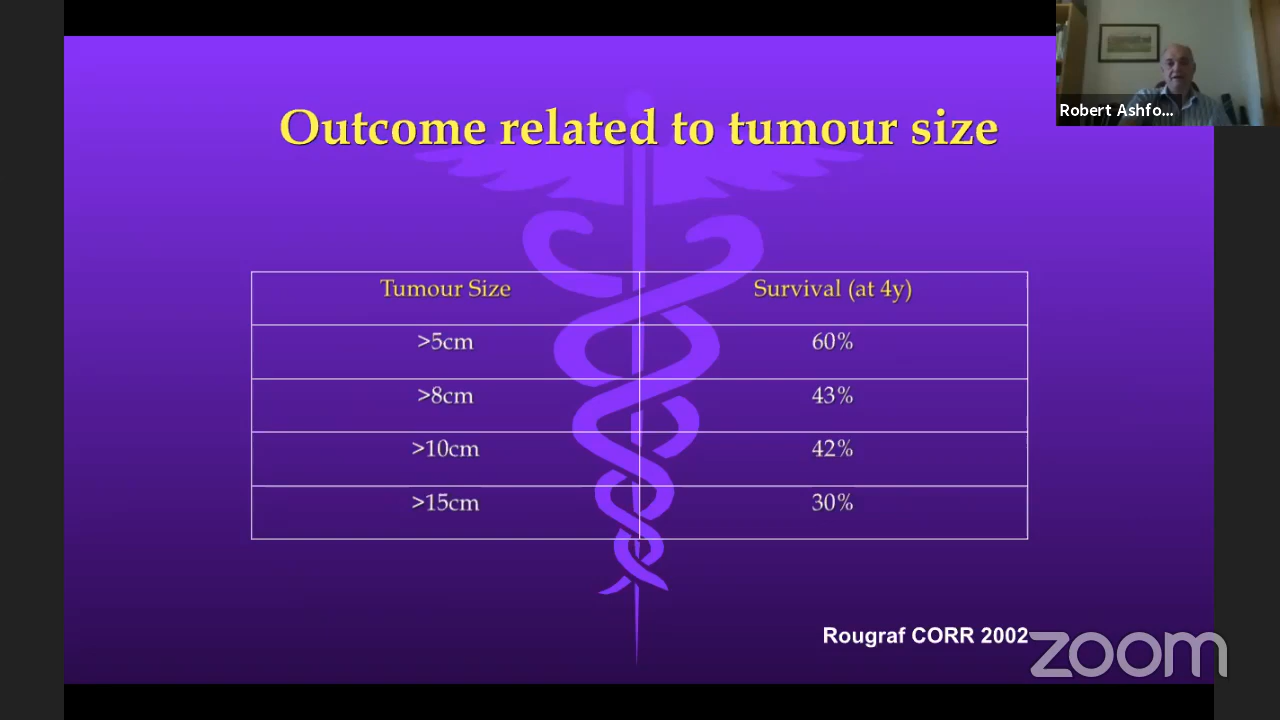 Robert Ashfo...
Outcome related to tumour size
Tumour Size Survival (at 4y)
>5cm 60%
>8cm 43%
>10cm 42%
>15cm 30%
Rougraf CORR 2002
zoom